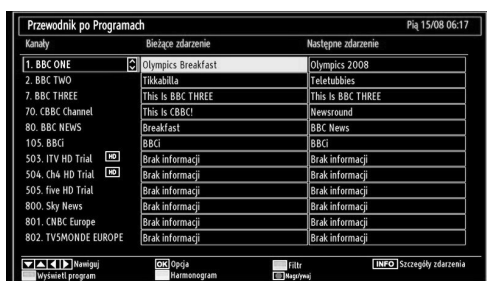 Przewodnik po Programach Pią 15/08 06:17
Kanały Bieżące zdarzenie Następne zdarzenie
1. BBC ONE Olympics Breakfast Olympics 2008
2. BBC TWO Tikkabilla Teletubbies
7. BBC THREE This Is BBC THREE This Is BBC THREE
70. CBBC Channel This Is CBBC! Newsround
80. BBC NEWS Breakfast BBC News
105. BBCi BBCi BBCi
503. ITV HD Trial HD Brak informacji Brak informacji
504. Ch4 HD Trial HD Brak informacji Brak informacji
505. five HD Trial Brak informacji Brak informacji
800. Sky News Brak informacji Brak informacji
801. CNBC Europe Brak informacji Brak informacji
802. TV5MONDE EUROPE Brak informacji Brak informacji
Nawiguj OK Opcja Filtr INFO Szczegóły zdarzenia
Wyświetl program Harmonogram Nagrywaj